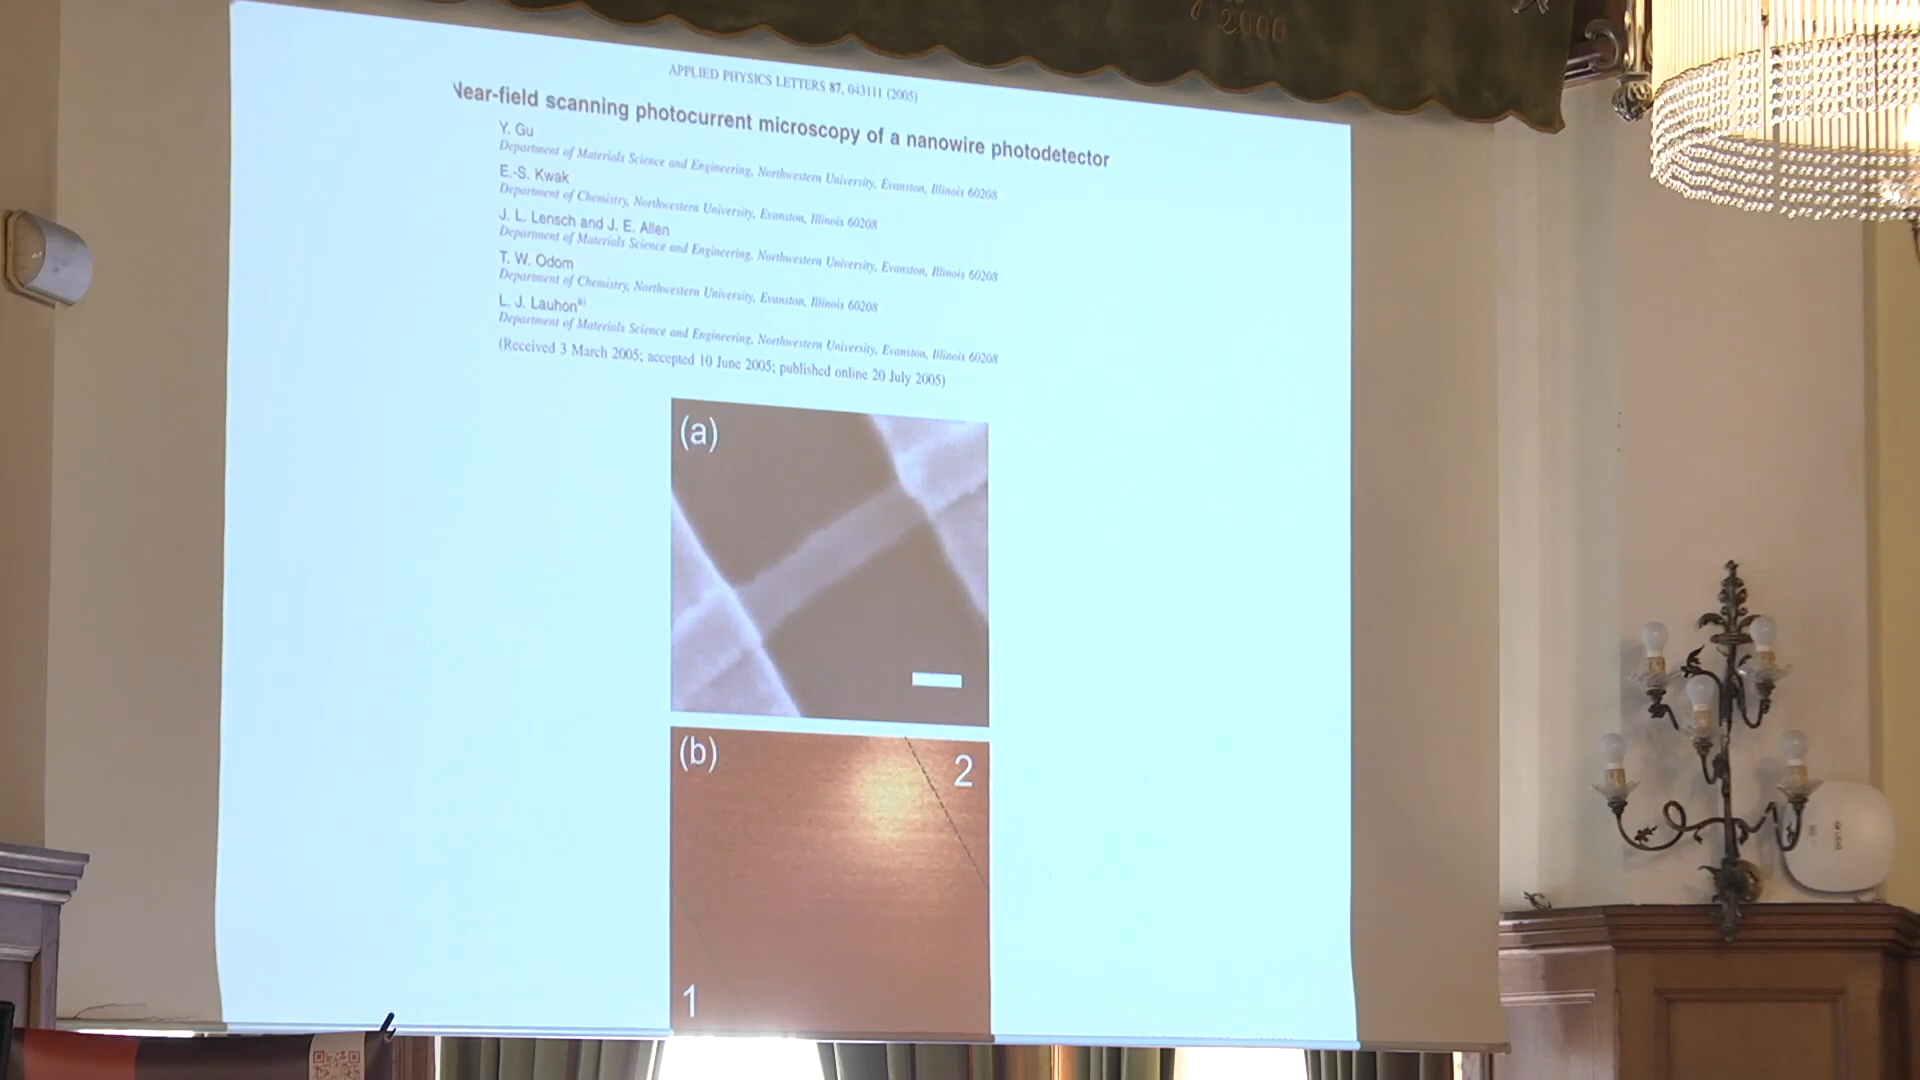 2000
APPLIED PHYSICS LETTERS 87, 043111 (2005)
Near-field scanning photocurrent microscopy of a nanowire photodetector
Y. Gu
Department of Materials Science and Engineering, Northwestern University, Evanston, Illinois 60208
E.-S. Kwak
Department of Chemistry, Northwestern University, Evanston, Illinois 60208
J. L. Lensch and J. E. Allen
Department of Materials Science and Engineering, Northwestern University, Evanston, Illinois 60208
T. W. Odom
Department of Chemistry, Northwestern University, Evanston, Illinois 60208
L. J. Lauhon a)
Department of Materials Science and Engineering, Northwestern University, Evanston, Illinois 60208
(Received 3 March 2005; accepted 10 June 2005; published online 20 July 2005)
(a)
(b)
2
1